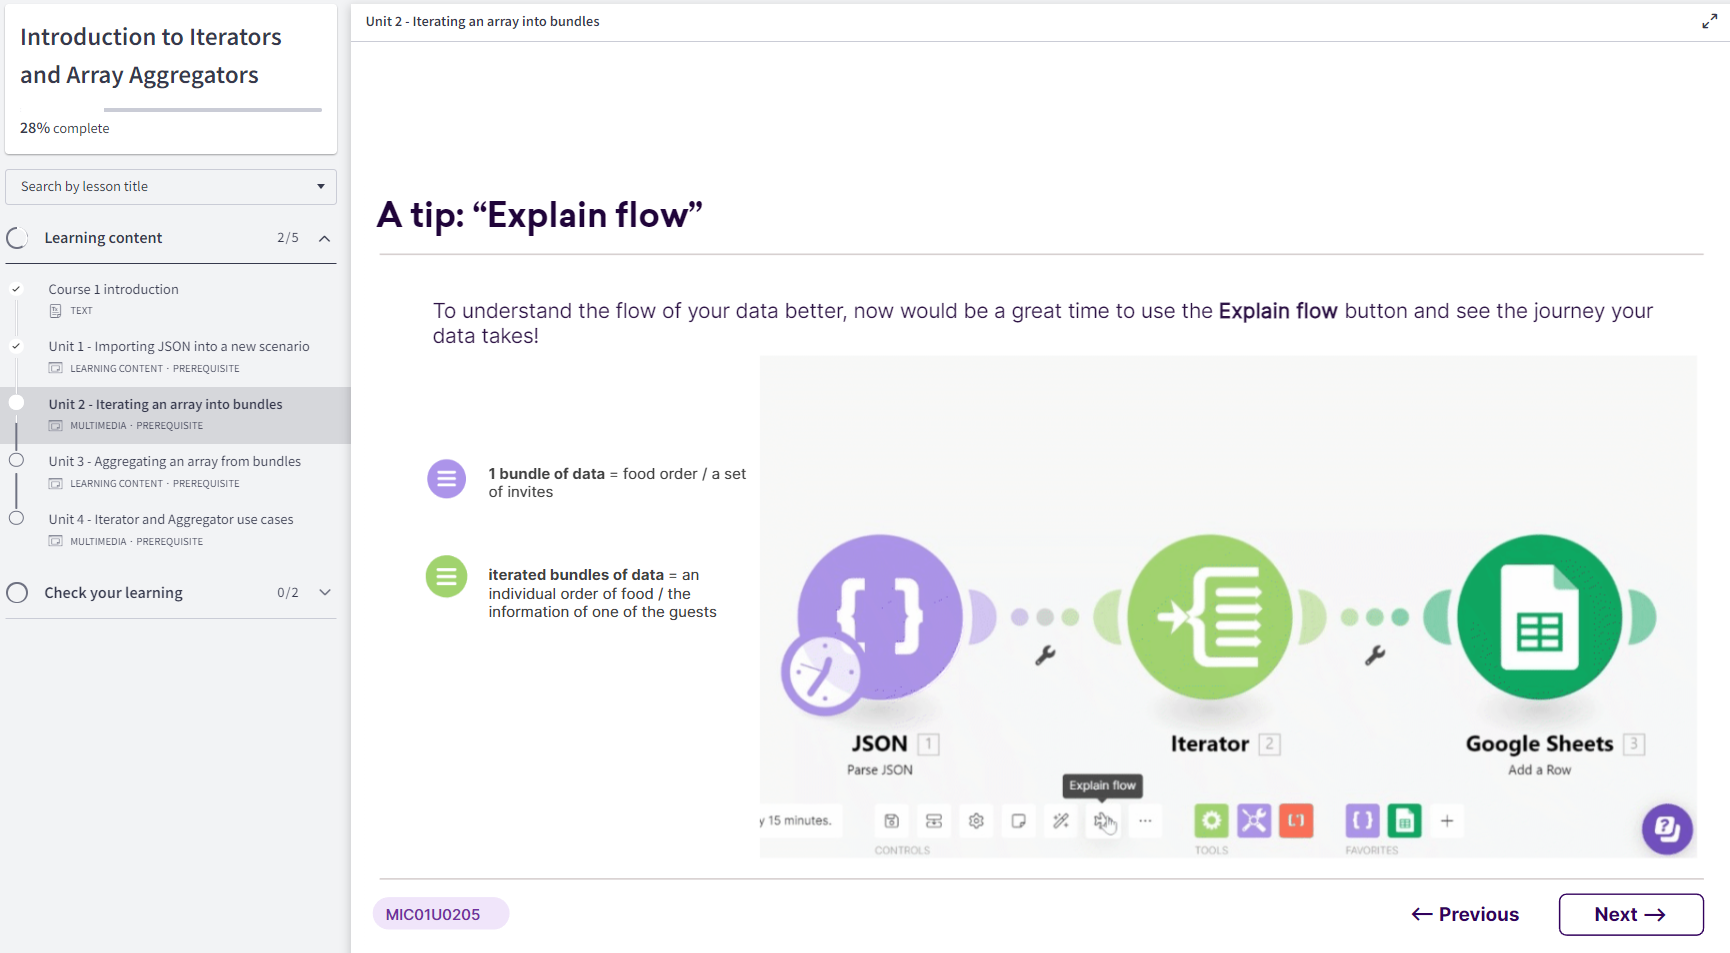 Introduction to Iterators
and Array Aggregators
28% complete
Search by lesson title
Learning content 2/5
Course 1 introduction
TEXT
Unit 1 - Importing JSON into a new scenario
LEARNING CONTENT · PREREQUISITE
Unit 2 - Iterating an array into bundles
MULTIMEDIA · PREREQUISITE
Unit 3 - Aggregating an array from bundles
LEARNING CONTENT · PREREQUISITE
Unit 4 - Iterator and Aggregator use cases
MULTIMEDIA · PREREQUISITE
Check your learning 0/2
Unit 2 - Iterating an array into bundles
A tip: “Explain flow”
To understand the flow of your data better, now would be a great time to use the Explain flow button and see the journey your
data takes!
1 bundle of data = food order / a set
of invites
iterated bundles of data = an
individual order of food / the
information of one of the guests
JSON 1
Parse JSON
Iterator 2
Google Sheets 3
Add a Row
Explain flow
y 15 minutes.
CONTROLS
TOOLS
FAVORITES
MIC01U0205
← Previous
Next →